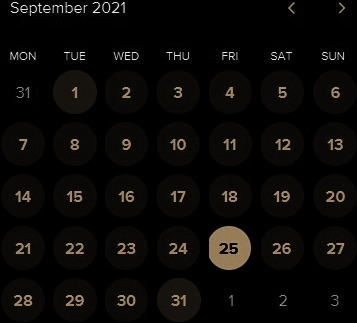 September 2021
MON TUE WED THU FRI SAT SUN
31 1 2 3 4 5 6
7 8 9 10 11 12 13
14 15 16 17 18 19 20
21 22 23 24 25 26 27
28 29 30 31 1 2 3